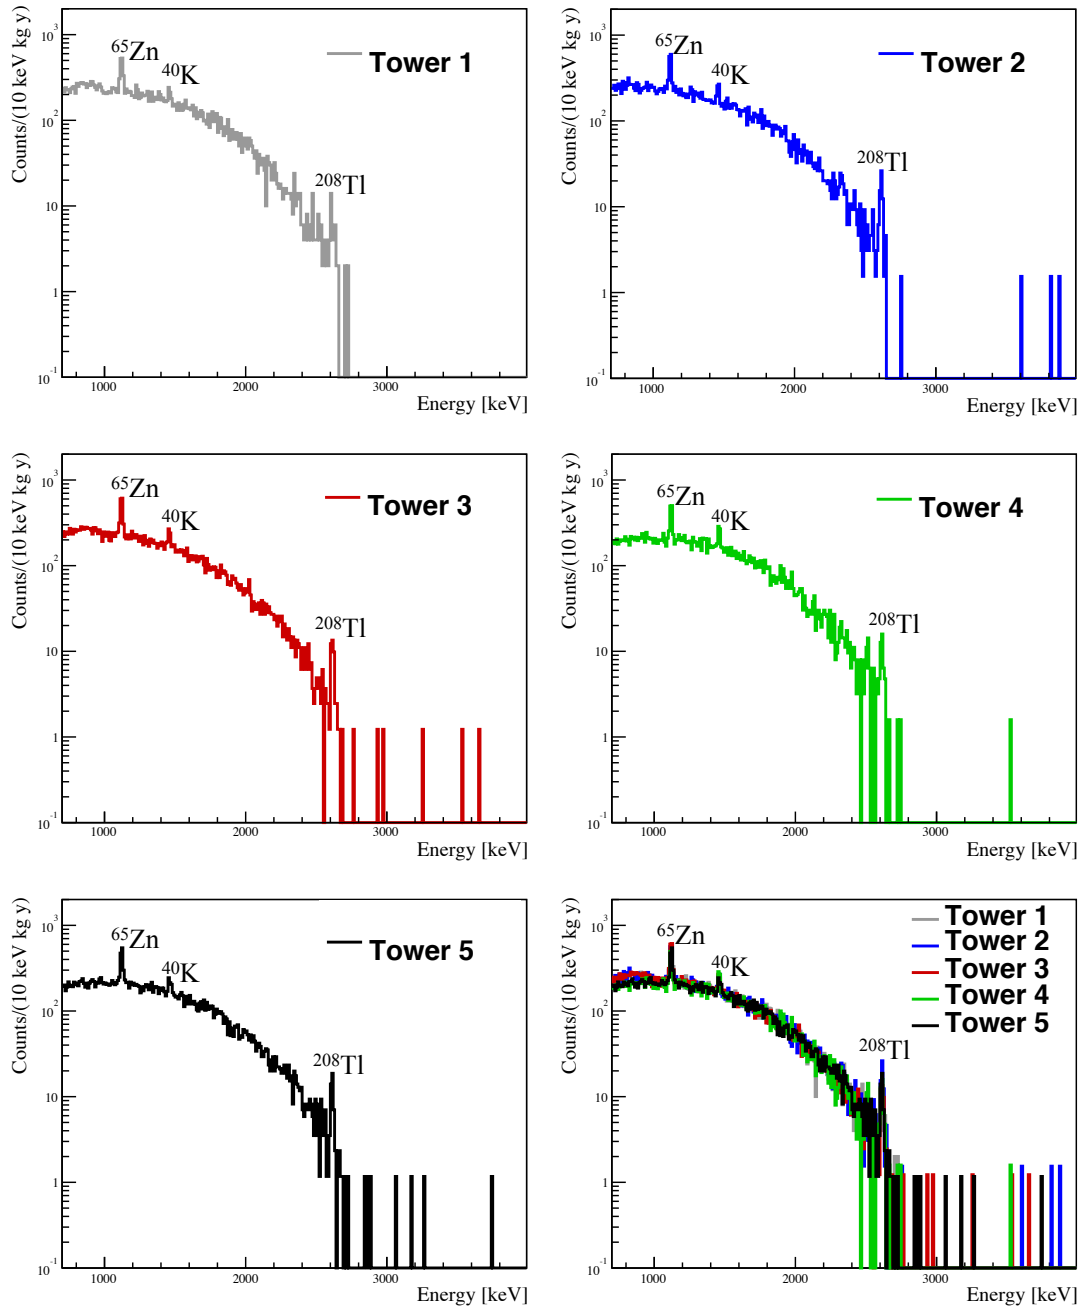 Counts/(10 keV kg y)
10³
10²
10
1
10⁻¹
⁶⁵Zn
⁴⁰K
²⁰⁸Tl
Tower 1
1000 2000 3000
Energy [keV]
Counts/(10 keV kg y)
10³
10²
10
1
10⁻¹
⁶⁵Zn
⁴⁰K
²⁰⁸Tl
Tower 2
1000 2000 3000
Energy [keV]
Counts/(10 keV kg y)
10³
10²
10
1
10⁻¹
⁶⁵Zn
⁴⁰K
²⁰⁸Tl
Tower 3
1000 2000 3000
Energy [keV]
Counts/(10 keV kg y)
10³
10²
10
1
10⁻¹
⁶⁵Zn
⁴⁰K
²⁰⁸Tl
Tower 4
1000 2000 3000
Energy [keV]
Counts/(10 keV kg y)
10³
10²
10
1
10⁻¹
⁶⁵Zn
⁴⁰K
²⁰⁸Tl
Tower 5
1000 2000 3000
Energy [keV]
Counts/(10 keV kg y)
10³
10²
10
1
10⁻¹
⁶⁵Zn
⁴⁰K
²⁰⁸Tl
Tower 1
Tower 2
Tower 3
Tower 4
Tower 5
1000 2000 3000
Energy [keV]